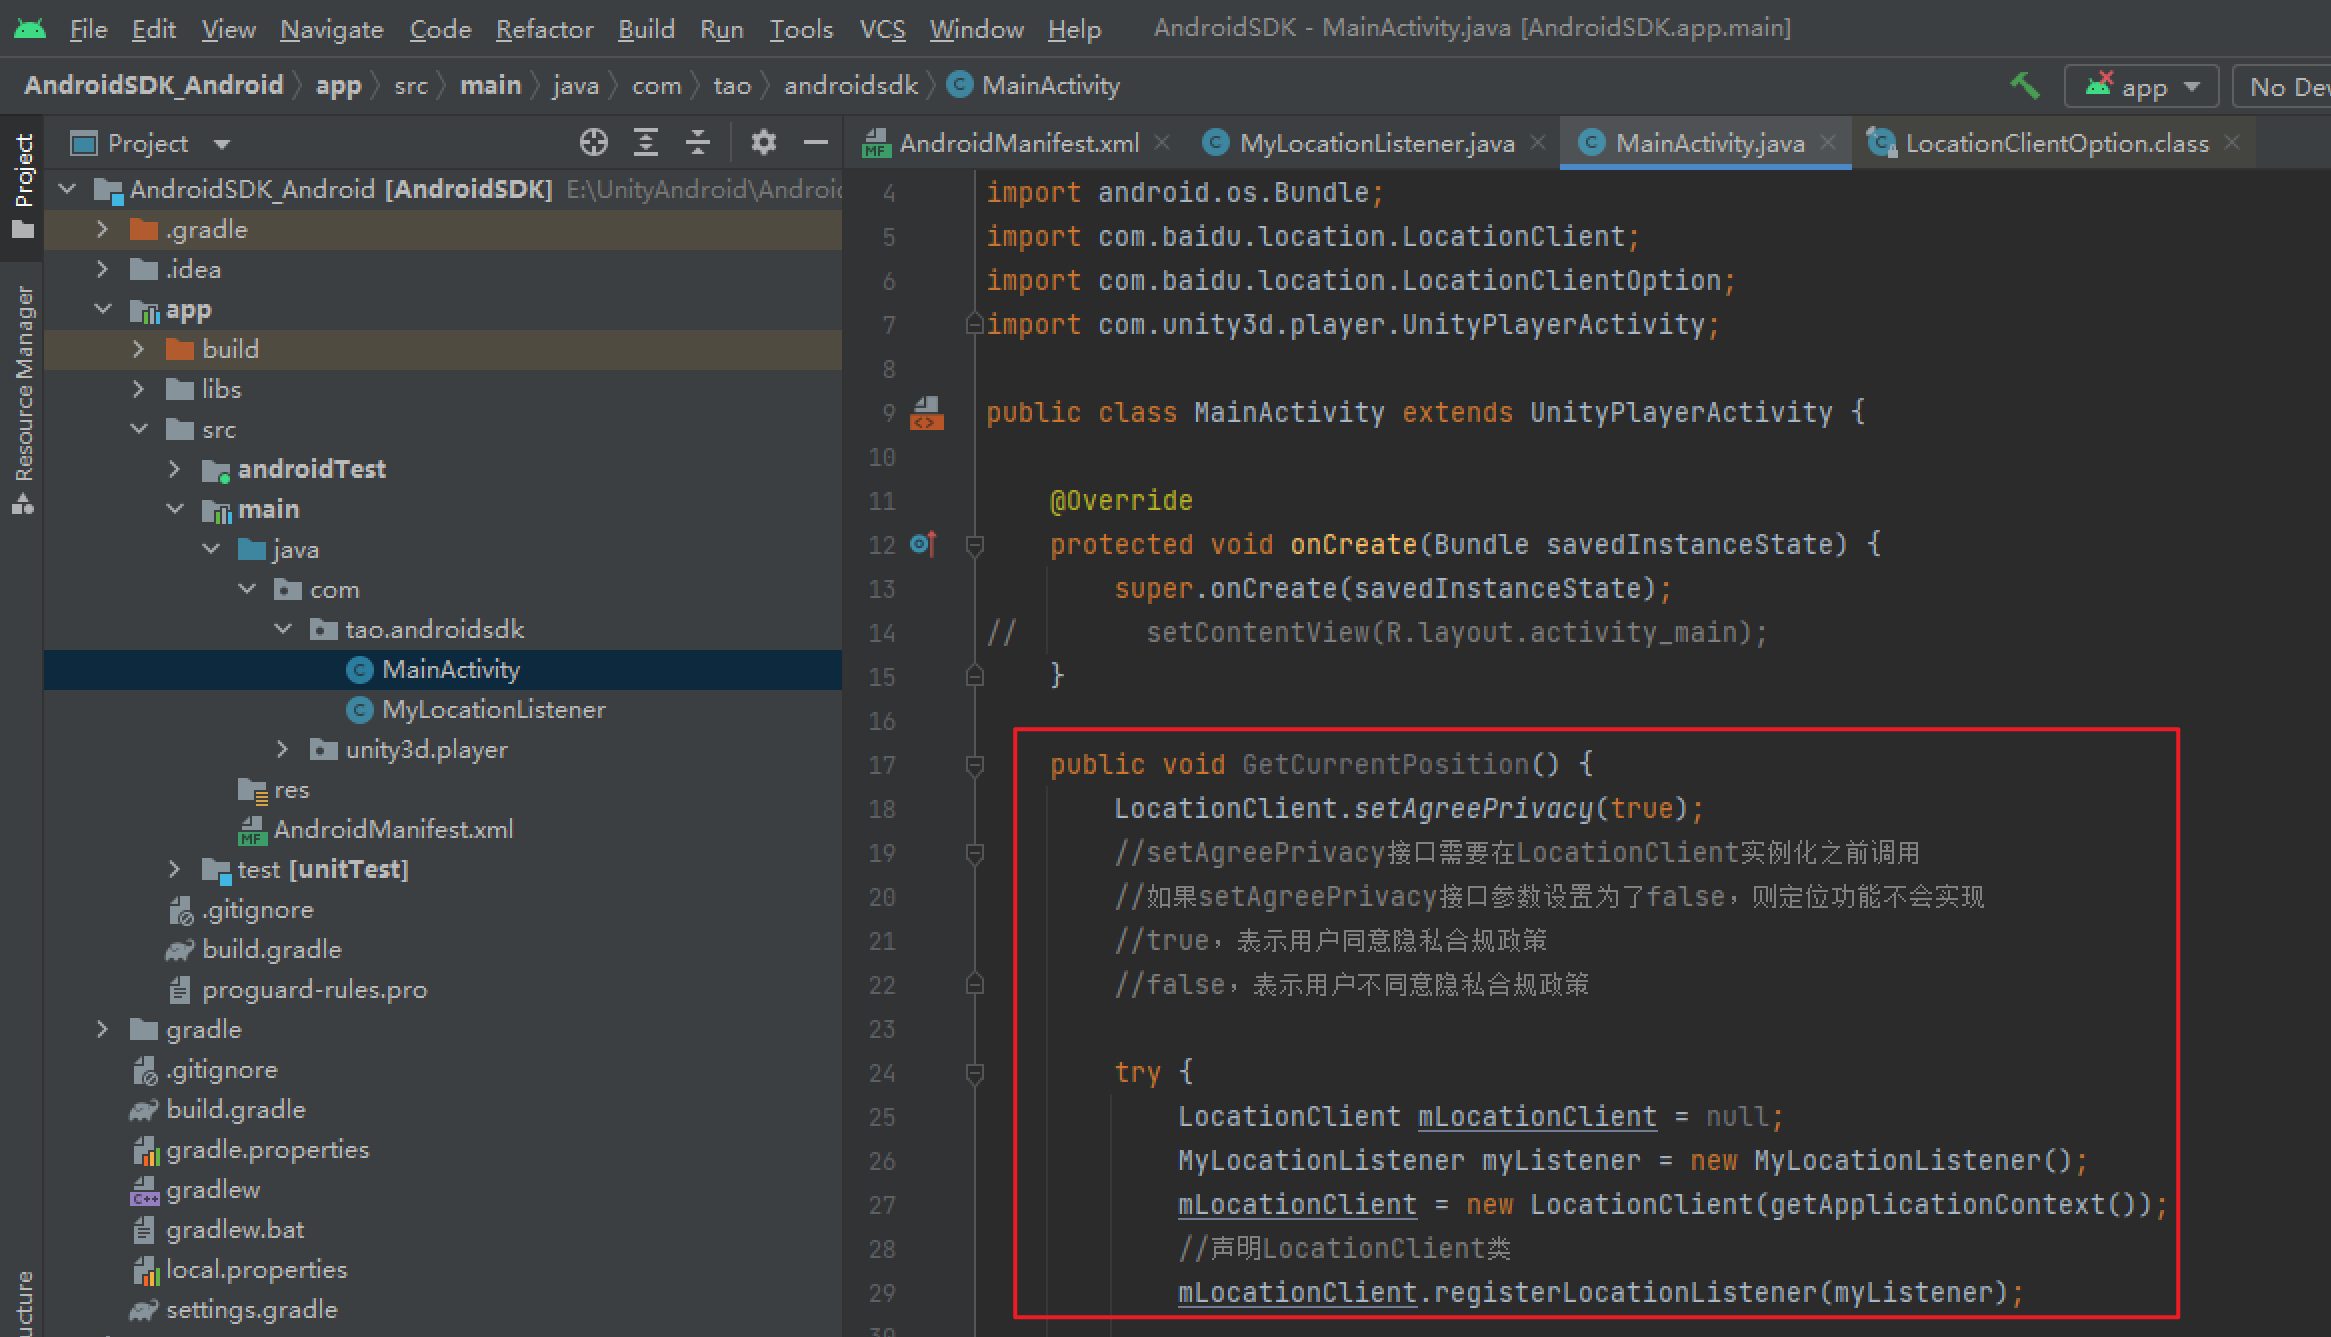 File Edit View Navigate Code Refactor Build Run Tools VCS Window Help AndroidSDK - MainActivity.java [AndroidSDK.app.main]
AndroidSDK_Android app src main java com tao androidsdk MainActivity app No Dev
Project
Resource Manager
ucture
Project
AndroidSDK_Android [AndroidSDK] E:\UnityAndroid\Androi
.gradle
.idea
app
build
libs
src
androidTest
main
java
com
tao.androidsdk
MainActivity
MyLocationListener
unity3d.player
res
AndroidManifest.xml
test [unitTest]
.gitignore
build.gradle
proguard-rules.pro
gradle
.gitignore
build.gradle
gradle.properties
gradlew
gradlew.bat
local.properties
settings.gradle
AndroidManifest.xml MyLocationListener.java MainActivity.java LocationClientOption.class
4 import android.os.Bundle;
5 import com.baidu.location.LocationClient;
6 import com.baidu.location.LocationClientOption;
7 import com.unity3d.player.UnityPlayerActivity;
8
9 public class MainActivity extends UnityPlayerActivity {
10
11 @Override
12 protected void onCreate(Bundle savedInstanceState) {
13 super.onCreate(savedInstanceState);
14 // setContentView(R.layout.activity_main);
15 }
16
17 public void GetCurrentPosition() {
18 LocationClient.setAgreePrivacy(true);
19 //setAgreePrivacy接口需要在LocationClient实例化之前调用
20 //如果setAgreePrivacy接口参数设置为了false，则定位功能不会实现
21 //true，表示用户同意隐私合规政策
22 //false，表示用户不同意隐私合规政策
23
24 try {
25 LocationClient mLocationClient = null;
26 MyLocationListener myListener = new MyLocationListener();
27 mLocationClient = new LocationClient(getApplicationContext());
28 //声明LocationClient类
29 mLocationClient.registerLocationListener(myListener);
30